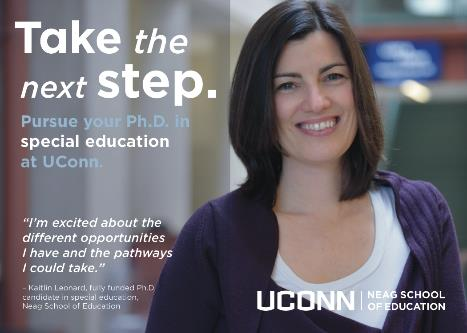 Take the
next step.
Pursue your Ph.D. in
special education
at UConn.
“I’m excited about the
different opportunities
I have and the pathways
I could take.”
– Kaitlin Leonard, fully funded Ph.D.
candidate in special education,
Neag School of Education
UCONN | NEAG SCHOOL
OF EDUCATION